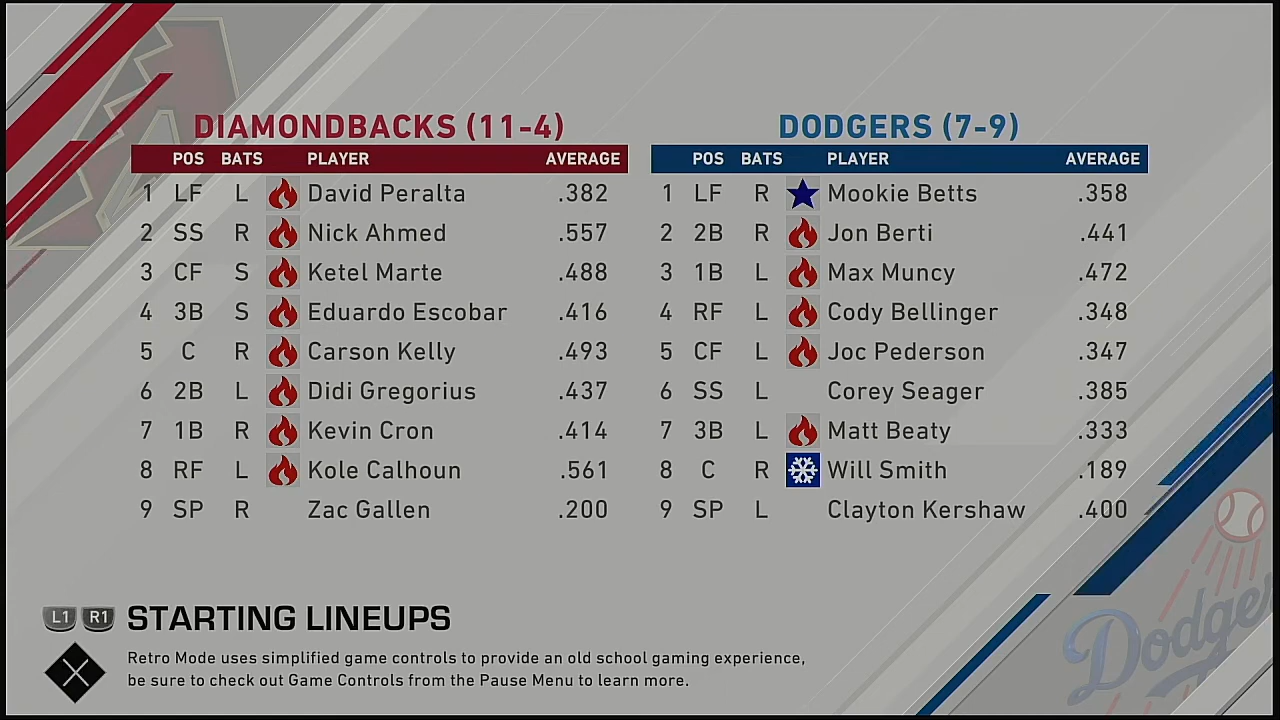 DIAMONDBACKS (11-4)
POS BATS PLAYER AVERAGE
1 LF L David Peralta .382
2 SS R Nick Ahmed .557
3 CF S Ketel Marte .488
4 3B S Eduardo Escobar .416
5 C R Carson Kelly .493
6 2B L Didi Gregorius .437
7 1B R Kevin Cron .414
8 RF L Kole Calhoun .561
9 SP R Zac Gallen .200
DODGERS (7-9)
POS BATS PLAYER AVERAGE
1 LF R Mookie Betts .358
2 2B R Jon Berti .441
3 1B L Max Muncy .472
4 RF L Cody Bellinger .348
5 CF L Joc Pederson .347
6 SS L Corey Seager .385
7 3B L Matt Beaty .333
8 C R Will Smith .189
9 SP L Clayton Kershaw .400
L1 R1 STARTING LINEUPS
Retro Mode uses simplified game controls to provide an old school gaming experience,
be sure to check out Game Controls from the Pause Menu to learn more.
Dodge